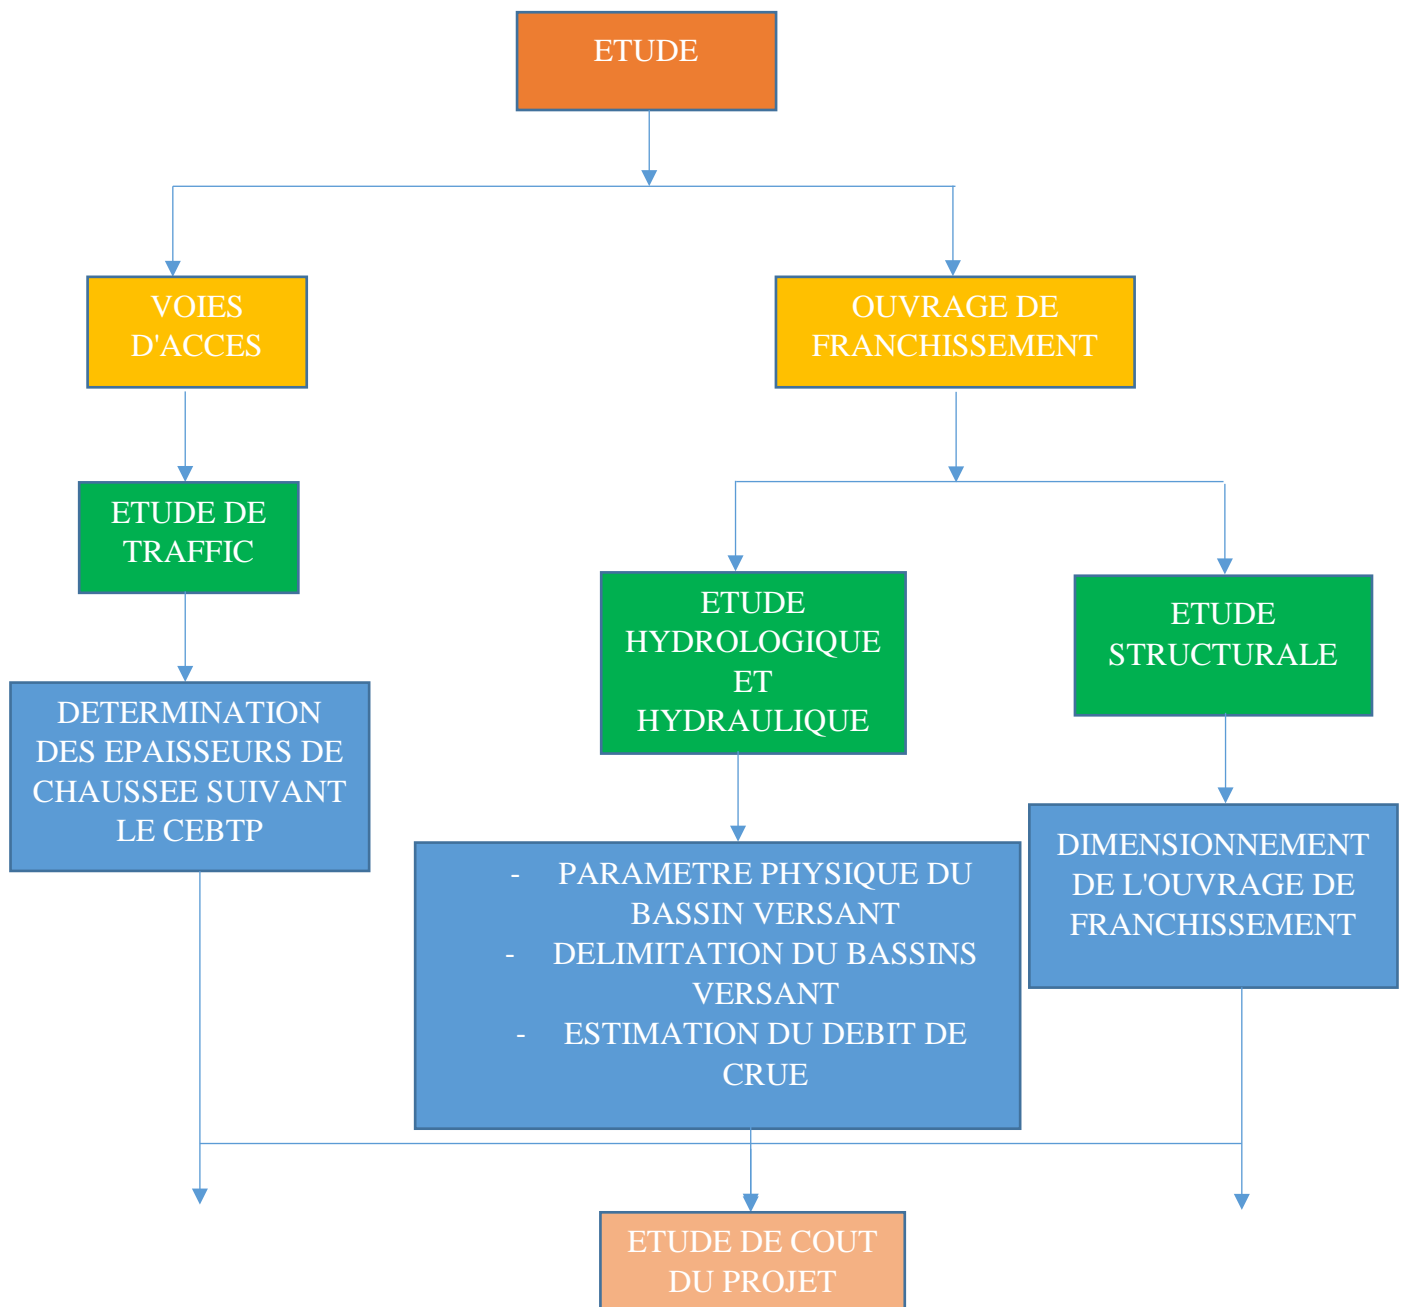 ETUDE
VOIES
D'ACCES
OUVRAGE DE
FRANCHISSEMENT
ETUDE DE
TRAFFIC
ETUDE
HYDROLOGIQUE
ET
HYDRAULIQUE
ETUDE
STRUCTURALE
DETERMINATION
DES EPAISSEURS DE
CHAUSSEE SUIVANT
LE CEBTP
- PARAMETRE PHYSIQUE DU
BASSIN VERSANT
- DELIMITATION DU BASSINS
VERSANT
- ESTIMATION DU DEBIT DE
CRUE
DIMENSIONNEMENT
DE L'OUVRAGE DE
FRANCHISSEMENT
ETUDE DE COUT
DU PROJET